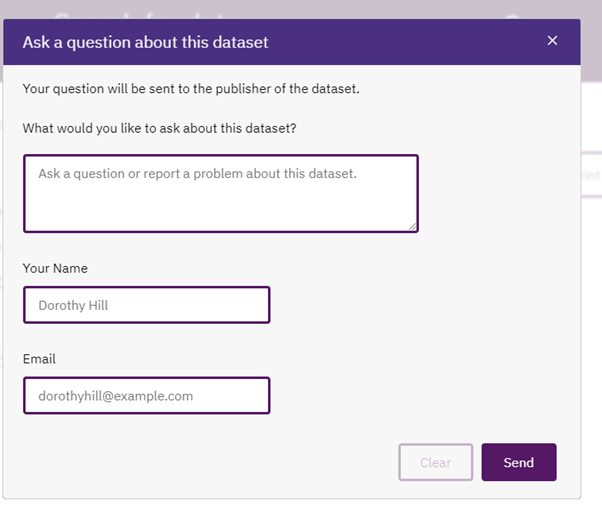 Ask a question about this dataset
Your question will be sent to the publisher of the dataset.
What would you like to ask about this dataset?
Ask a question or report a problem about this dataset.
Your Name
Dorothy Hill
Email
dorothyhill@example.com
Clear
Send